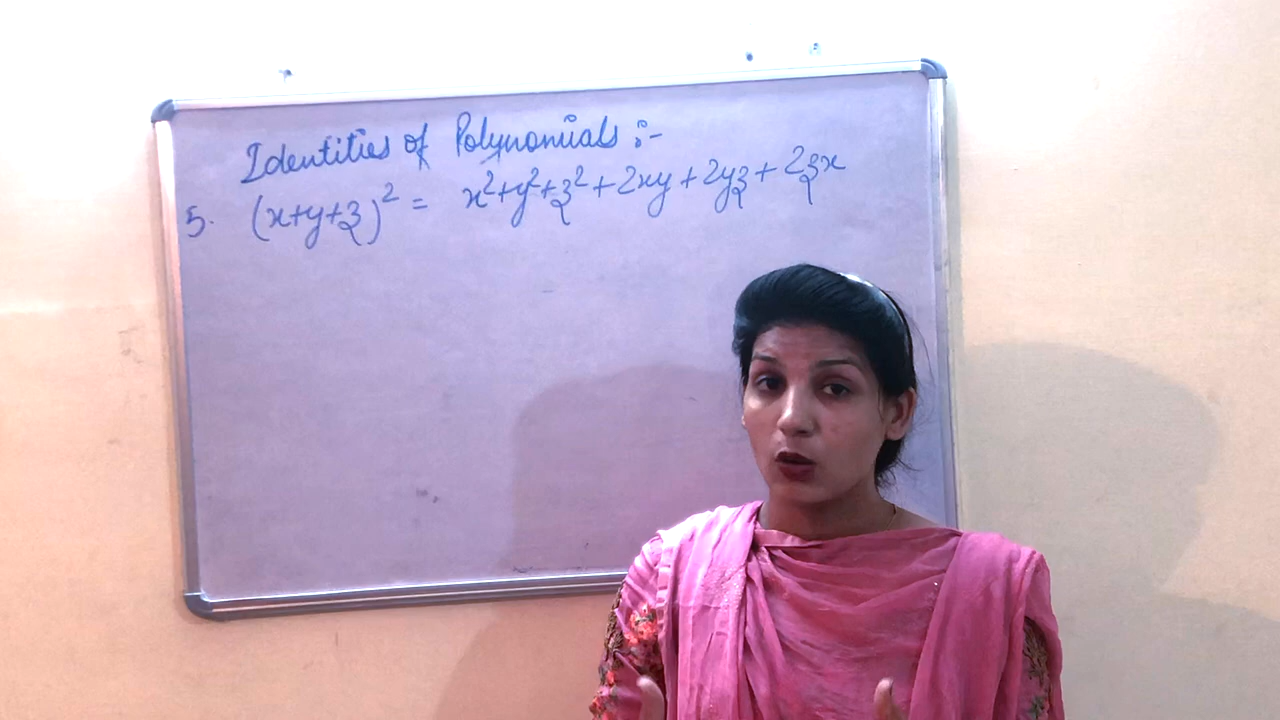 Identities of Polynomials :-
5. (x+y+z)² = x²+y²+z²+2xy+2yz+2zx